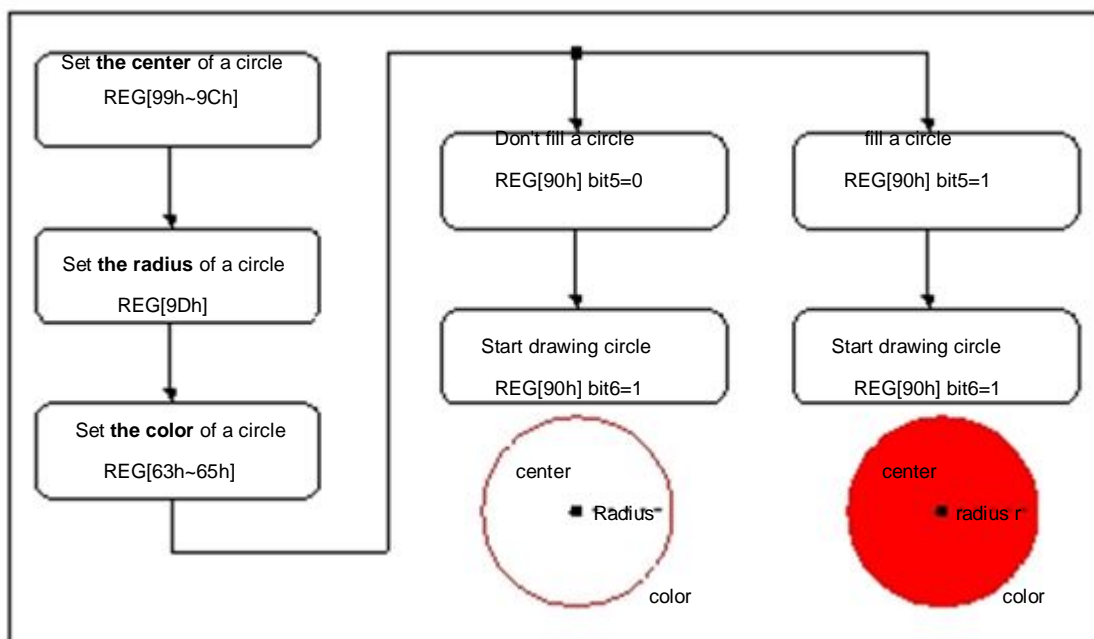 Set the center of a circle
REG[99h~9Ch]
Set the radius of a circle
REG[9Dh]
Set the color of a circle
REG[63h~65h]
Don't fill a circle
REG[90h] bit5=0
Start drawing circle
REG[90h] bit6=1
center
Radius
color
fill a circle
REG[90h] bit5=1
Start drawing circle
REG[90h] bit6=1
center
radius r
color